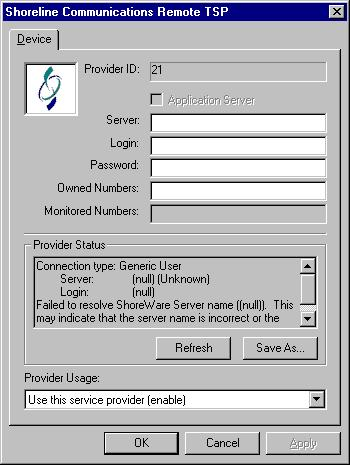 Shoreline Communications Remote TSP
Device
Provider ID: 21
Application Server
Server:
Login:
Password:
Owned Numbers:
Monitored Numbers:
Provider Status
Connection type: Generic User
Server: (null) (Unknown)
Login: (null)
Failed to resolve ShoreWare Server name ((null)). This
may indicate that the server name is incorrect or the
Refresh Save As...
Provider Usage:
Use this service provider (enable)
OK Cancel Apply